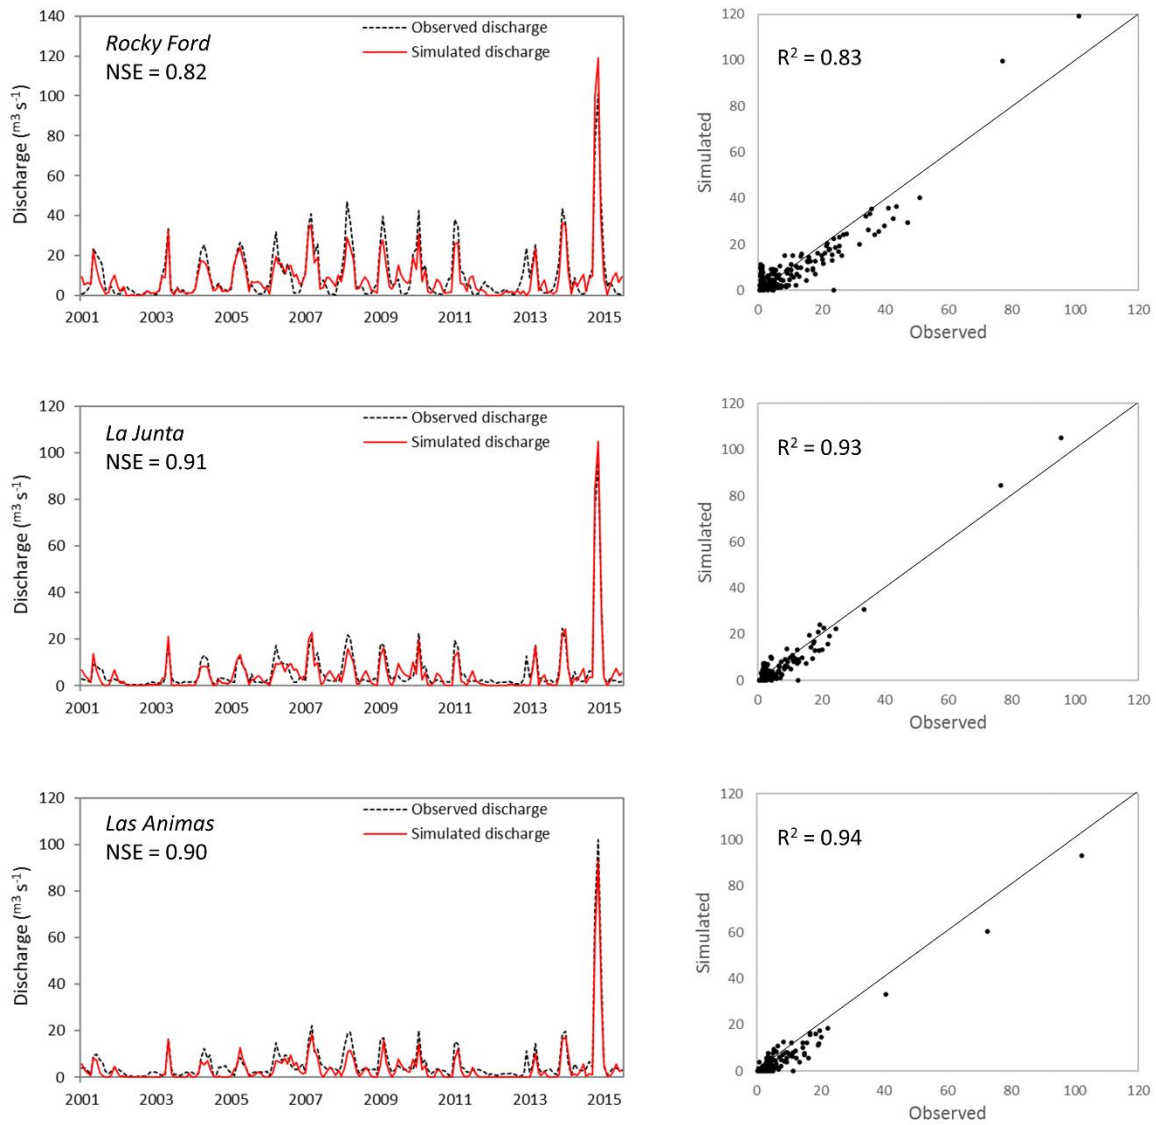 Rocky Ford
NSE = 0.82
Observed discharge
Simulated discharge
Discharge (m3 s-1)
140
120
100
80
60
40
20
0
2001 2003 2005 2007 2009 2011 2013 2015
R2 = 0.83
Simulated
120
100
80
60
40
20
0
0 20 40 60 80 100 120
Observed
La Junta
NSE = 0.91
Observed discharge
Simulated discharge
Discharge (m3 s-1)
120
100
80
60
40
20
0
2001 2003 2005 2007 2009 2011 2013 2015
R2 = 0.93
Simulated
120
100
80
60
40
20
0
0 20 40 60 80 100 120
Observed
Las Animas
NSE = 0.90
Observed discharge
Simulated discharge
Discharge (m3 s-1)
120
100
80
60
40
20
0
2001 2003 2005 2007 2009 2011 2013 2015
R2 = 0.94
Simulated
120
100
80
60
40
20
0
0 20 40 60 80 100 120
Observed